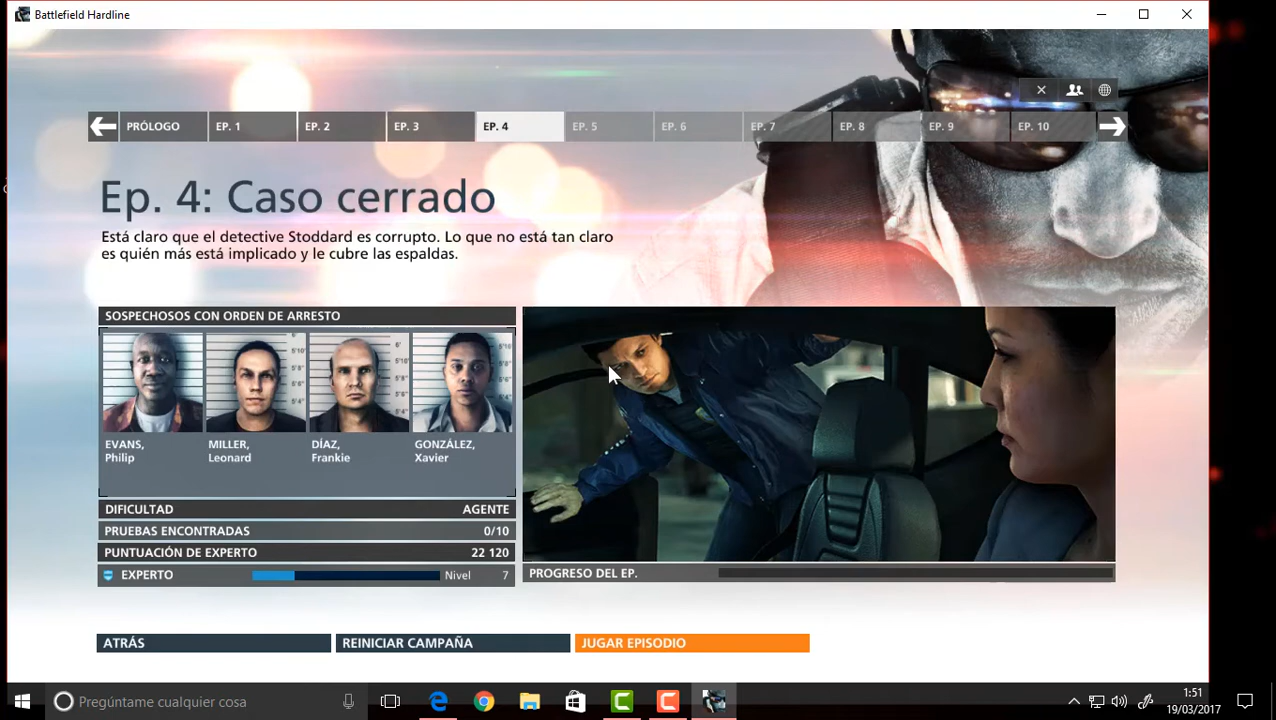 Battlefield Hardline
PRÓLOGO EP. 1 EP. 2 EP. 3 EP. 4 EP. 5 EP. 6 EP. 7 EP. 8 EP. 9 EP. 10
Ep. 4: Caso cerrado
Está claro que el detective Stoddard es corrupto. Lo que no está tan claro
es quién más está implicado y le cubre las espaldas.
SOSPECHOSOS CON ORDEN DE ARRESTO
EVANS,
Philip
MILLER,
Leonard
DÍAZ,
Frankie
GONZÁLEZ,
Xavier
DIFICULTAD AGENTE
PRUEBAS ENCONTRADAS 0/10
PUNTUACIÓN DE EXPERTO 22 120
EXPERTO Nivel 7
PROGRESO DEL EP.
ATRÁS REINICIAR CAMPAÑA JUGAR EPISODIO
Pregúntame cualquier cosa
1:51
19/03/2017